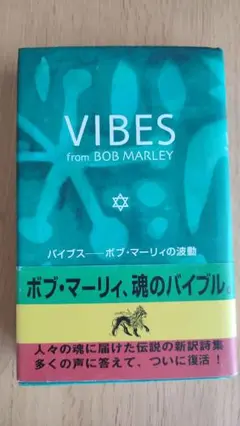 VIBES
from BOB MARLEY
バイブス──ボブ・マーリィの波動
ボブ・マーリィ、魂のバイブル。
人々の魂に届けた伝説の新訳詩集
多くの声に答えて、ついに復活！